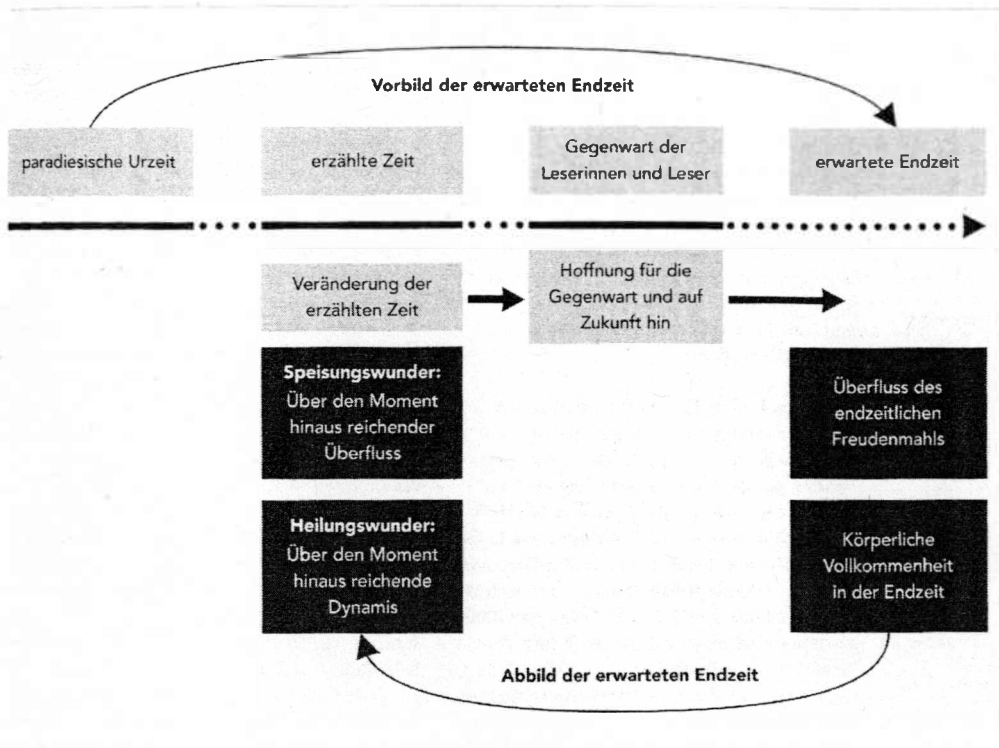 Vorbild der erwarteten Endzeit
paradiesische Urzeit
erzählte Zeit
Gegenwart der
Leserinnen und Leser
erwartete Endzeit
Veränderung der
erzählten Zeit
Hoffnung für die
Gegenwart und auf
Zukunft hin
Speisungswunder:
Über den Moment
hinaus reichender
Überfluss
Überfluss des
endzeitlichen
Freudenmahls
Heilungswunder:
Über den Moment
hinaus reichende
Dynamis
Körperliche
Vollkommenheit
in der Endzeit
Abbild der erwarteten Endzeit